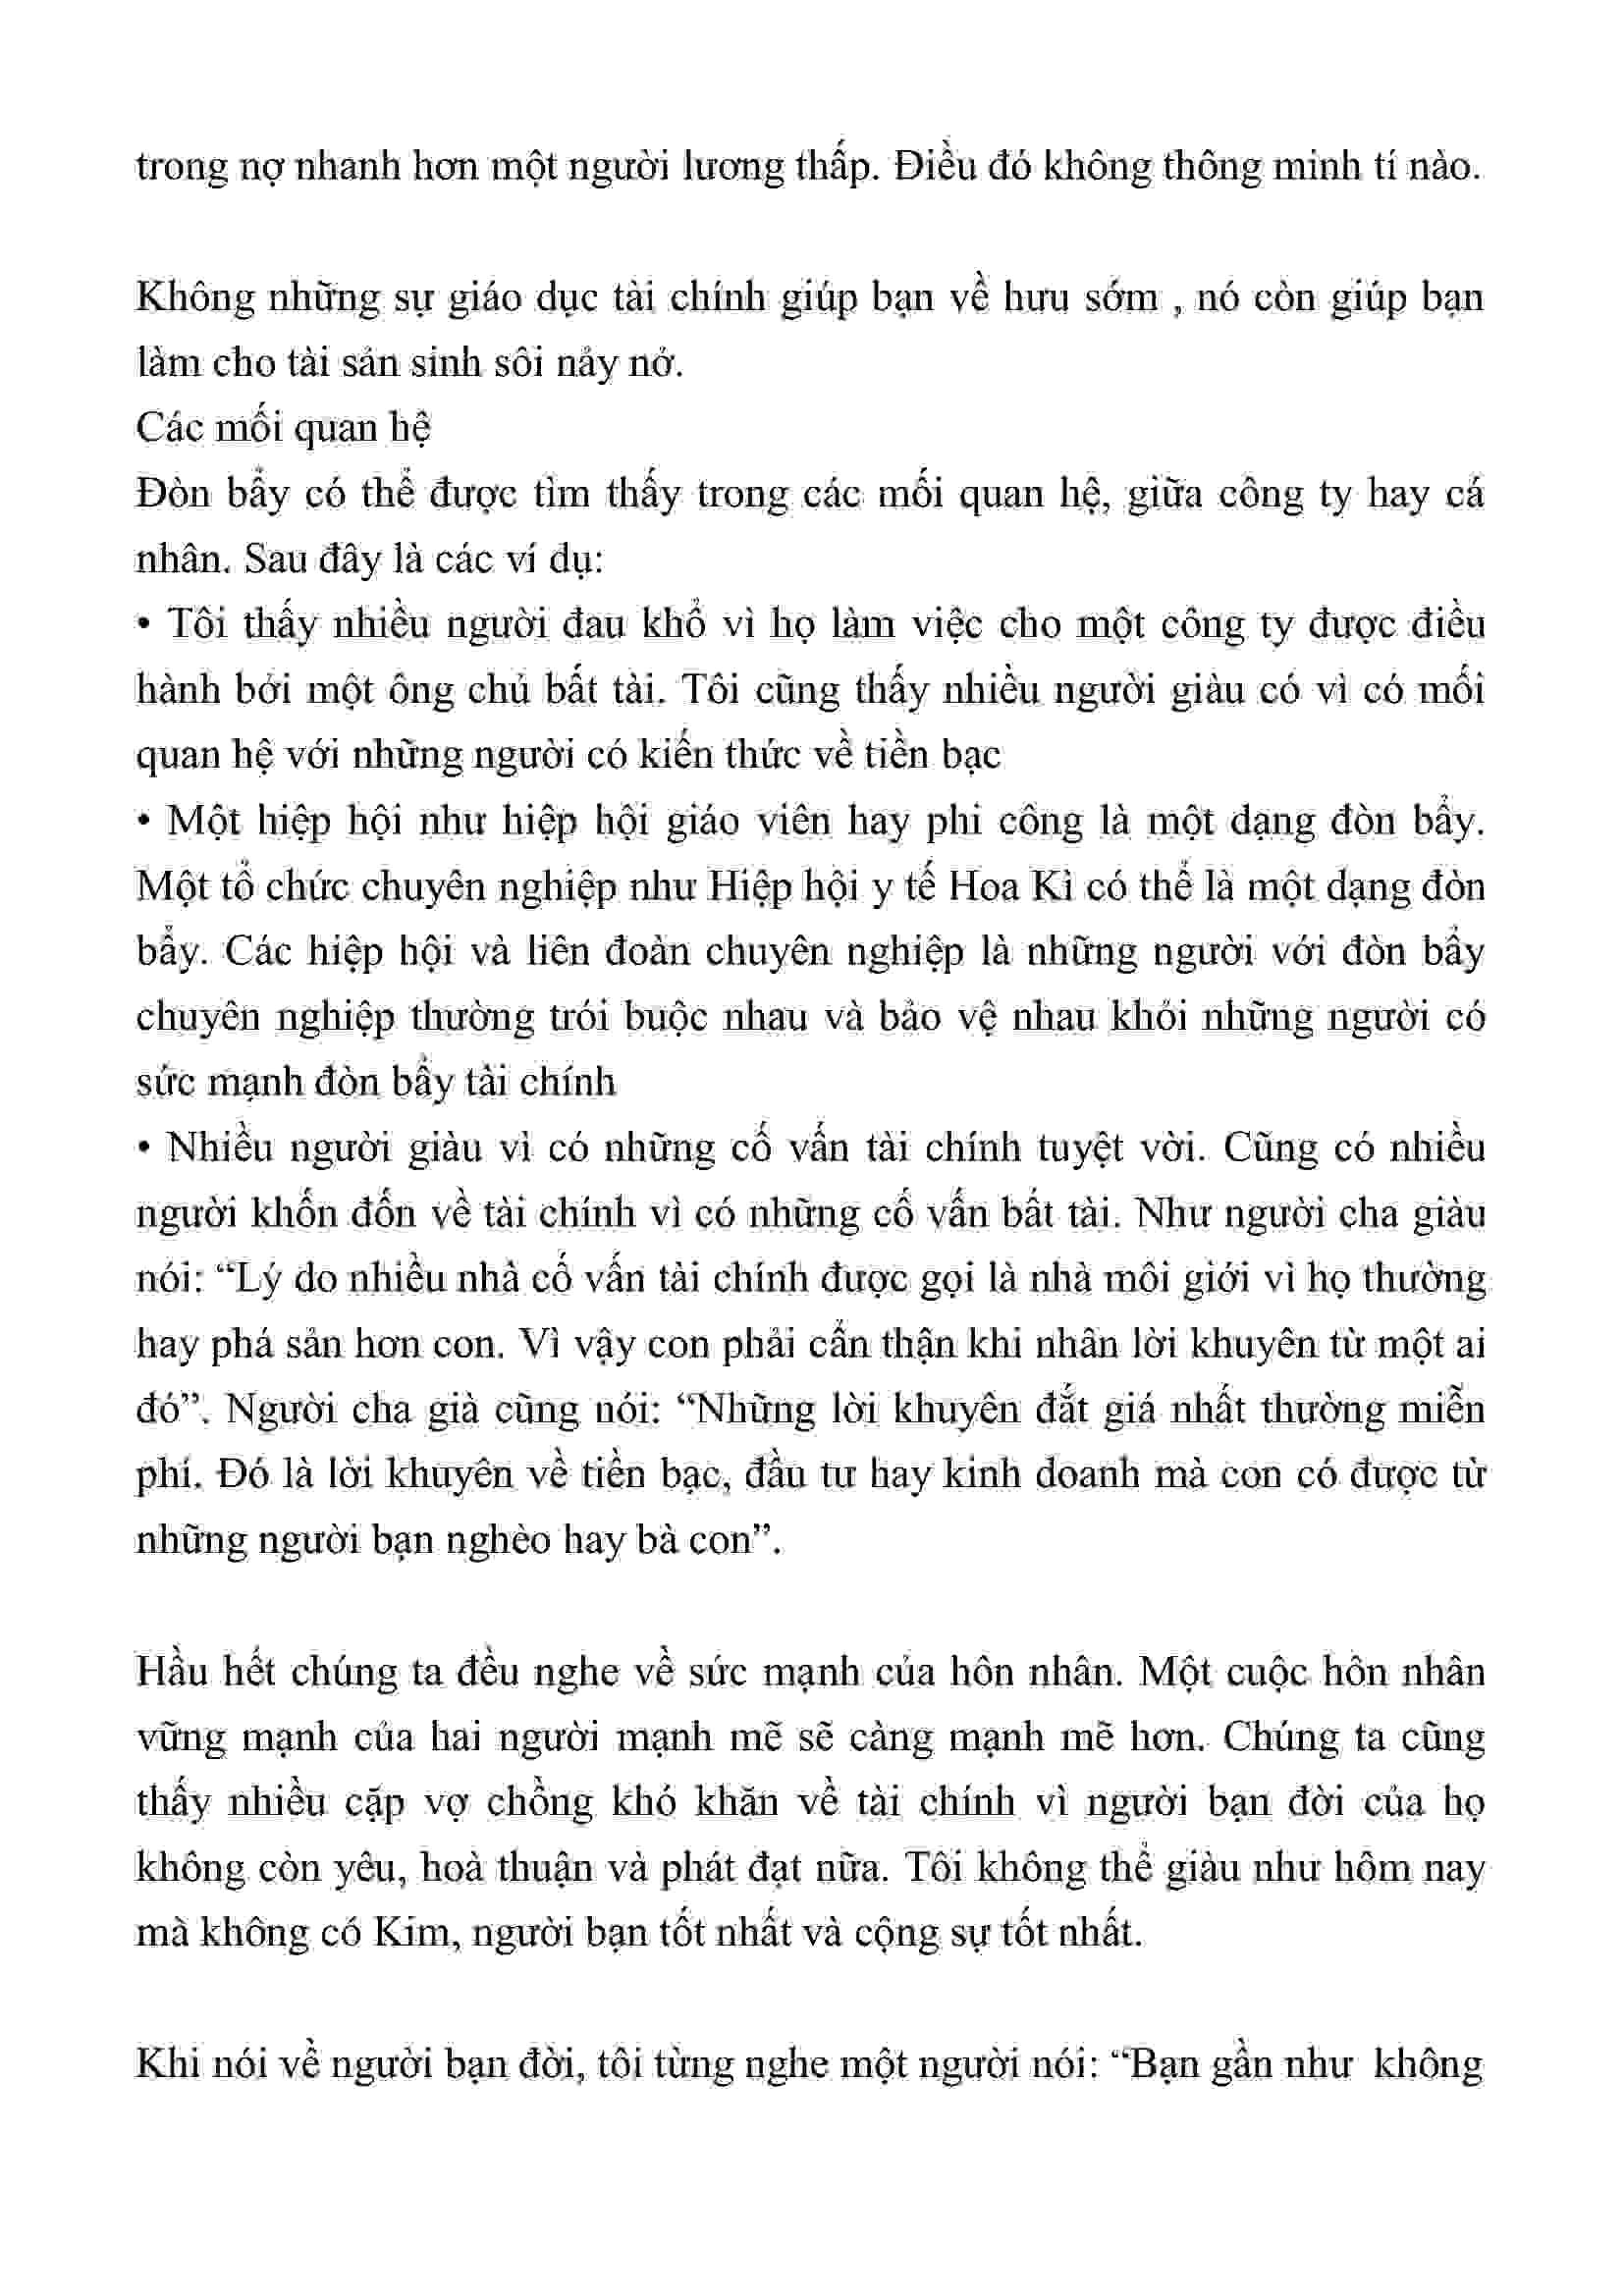 trong nợ nhanh hơn một người lương thấp. Điều đó không thông minh tí nào.
Không những sự giáo dục tài chính giúp bạn về hưu sớm , nó còn giúp bạn
làm cho tài sản sinh sôi nảy nở.
Các mối quan hệ
Đòn bẩy có thể được tìm thấy trong các mối quan hệ, giữa công ty hay cá
nhân. Sau đây là các ví dụ:
• Tôi thấy nhiều người đau khổ vì họ làm việc cho một công ty được điều
hành bởi một ông chủ bất tài. Tôi cũng thấy nhiều người giàu có vì có mối
quan hệ với những người có kiến thức về tiền bạc
• Một hiệp hội như hiệp hội giáo viên hay phi công là một dạng đòn bẩy.
Một tổ chức chuyên nghiệp như Hiệp hội y tế Hoa Kì có thể là một dạng đòn
bẩy. Các hiệp hội và liên đoàn chuyên nghiệp là những người với đòn bẩy
chuyên nghiệp thường trói buộc nhau và bảo vệ nhau khỏi những người có
sức mạnh đòn bẩy tài chính
• Nhiều người giàu vì có những cố vấn tài chính tuyệt vời. Cũng có nhiều
người khốn đốn về tài chính vì có những cố vấn bất tài. Như người cha giàu
nói: “Lý do nhiều nhà cố vấn tài chính được gọi là nhà môi giới vì họ thường
hay phá sản hơn con. Vì vậy con phải cẩn thận khi nhân lời khuyên từ một ai
đó”. Người cha già cũng nói: “Những lời khuyên đắt giá nhất thường miễn
phí. Đó là lời khuyên về tiền bạc, đầu tư hay kinh doanh mà con có được từ
những người bạn nghèo hay bà con”.
Hầu hết chúng ta đều nghe về sức mạnh của hôn nhân. Một cuộc hôn nhân
vững mạnh của hai người mạnh mẽ sẽ càng mạnh mẽ hơn. Chúng ta cũng
thấy nhiều cặp vợ chồng khó khăn về tài chính vì người bạn đời của họ
không còn yêu, hoà thuận và phát đạt nữa. Tôi không thể giàu như hôm nay
mà không có Kim, người bạn tốt nhất và cộng sự tốt nhất.
Khi nói về người bạn đời, tôi từng nghe một người nói: “Bạn gần như không